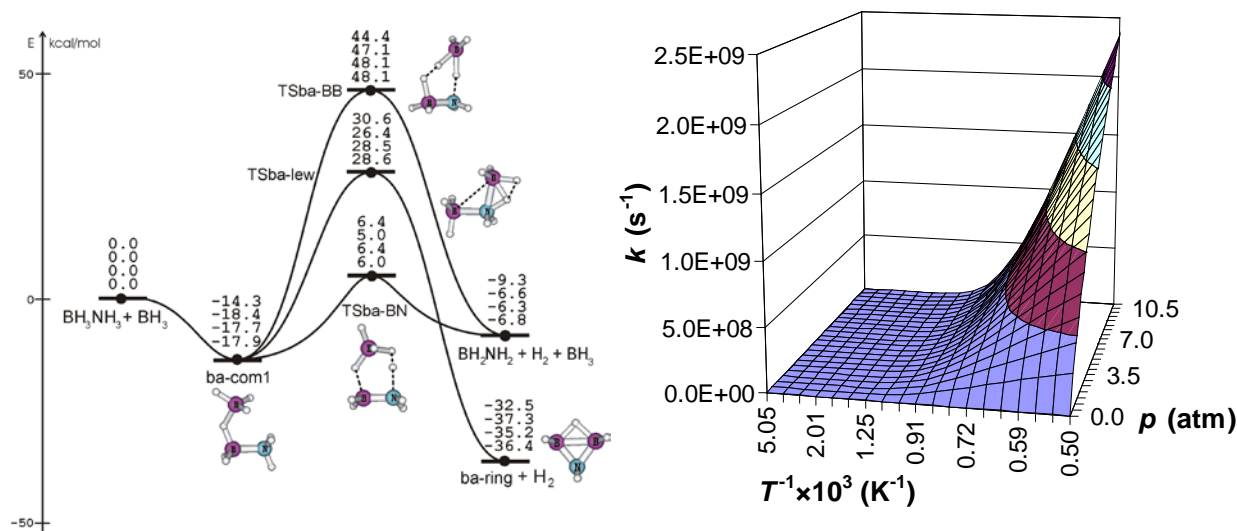 E kcal/mol
50
0
-50
0.0
0.0
0.0
0.0
BH₃NH₃ + BH₃
-14.3
-18.4
-17.7
-17.9
ba-com1
TSba-BB
44.4
47.1
48.1
48.1
TSba-lew
30.6
26.4
28.5
28.6
6.4
5.0
6.4
6.0
TSba-BN
-9.3
-6.6
-6.3
-6.8
BH₂NH₂ + H₂ + BH₃
-32.5
-37.3
-35.2
-36.4
ba-ring + H₂
B
B
N
B
B
N
B
B
N
B
B
N
B
B
N
k (s⁻¹)
2.5E+09
2.0E+09
1.5E+09
1.0E+09
5.0E+08
0.0E+00
5.05
2.01
1.25
0.91
0.72
0.59
0.50
T⁻¹×10³ (K⁻¹)
10.5
7.0
3.5
0.0
p (atm)